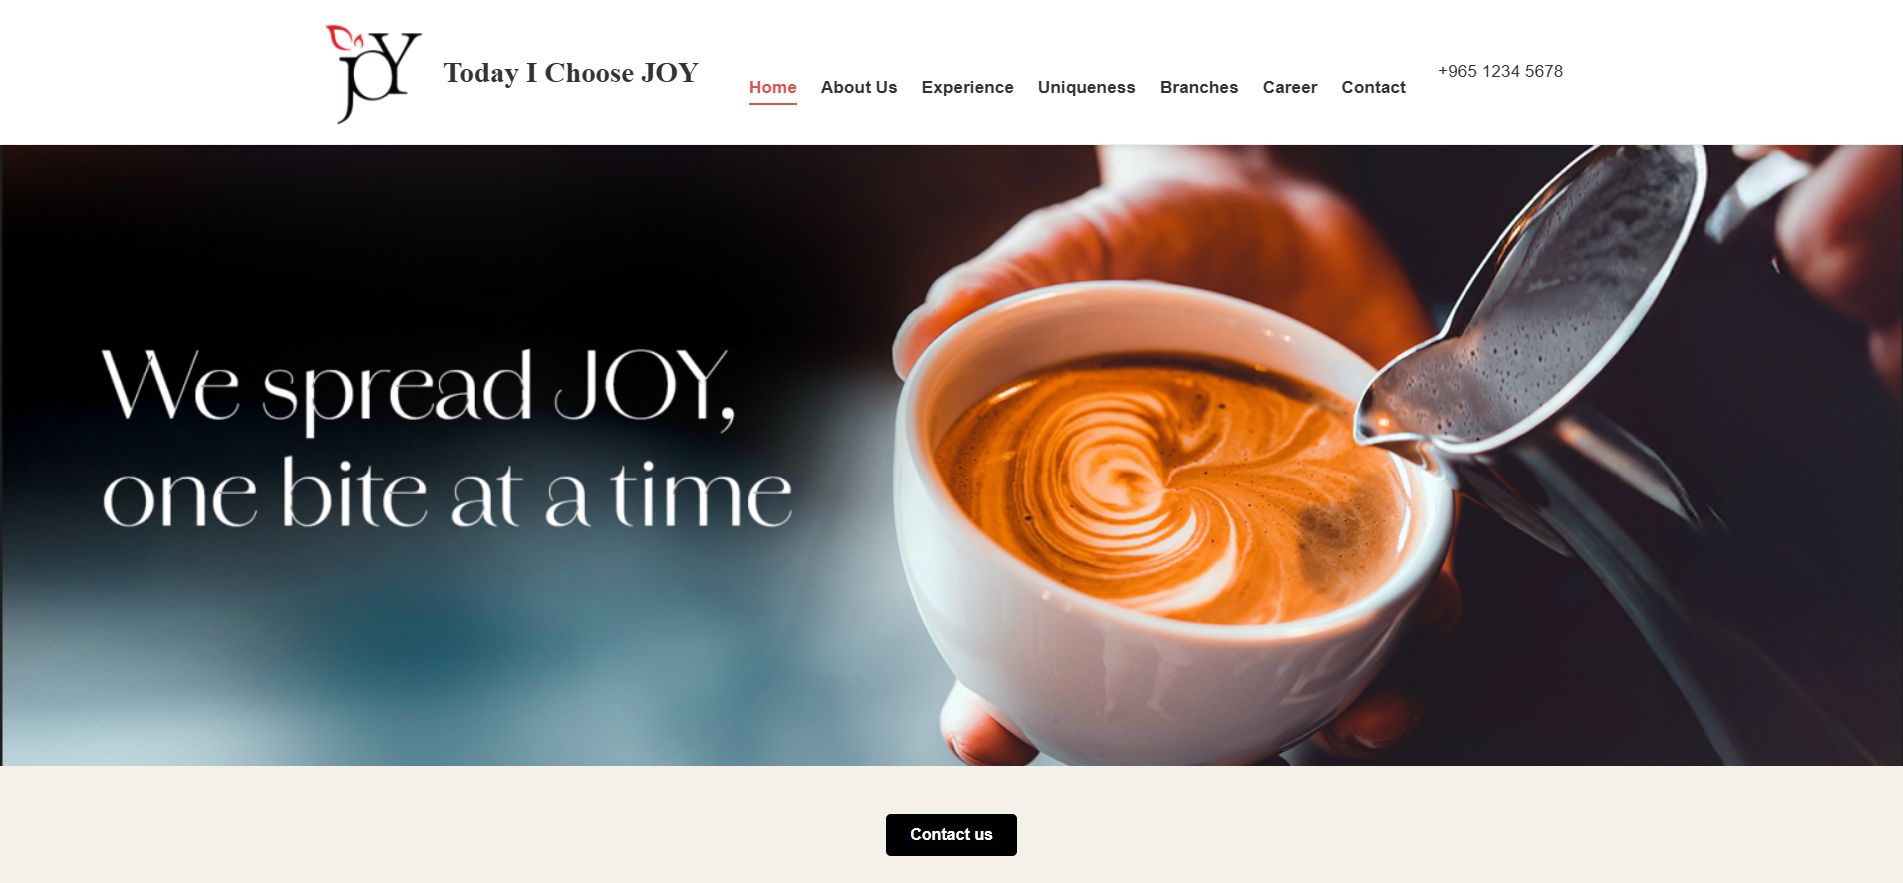 JOY
Today I Choose JOY
Home
About Us
Experience
Uniqueness
Branches
Career
Contact
+965 1234 5678
We spread JOY,
one bite at a time
Contact us